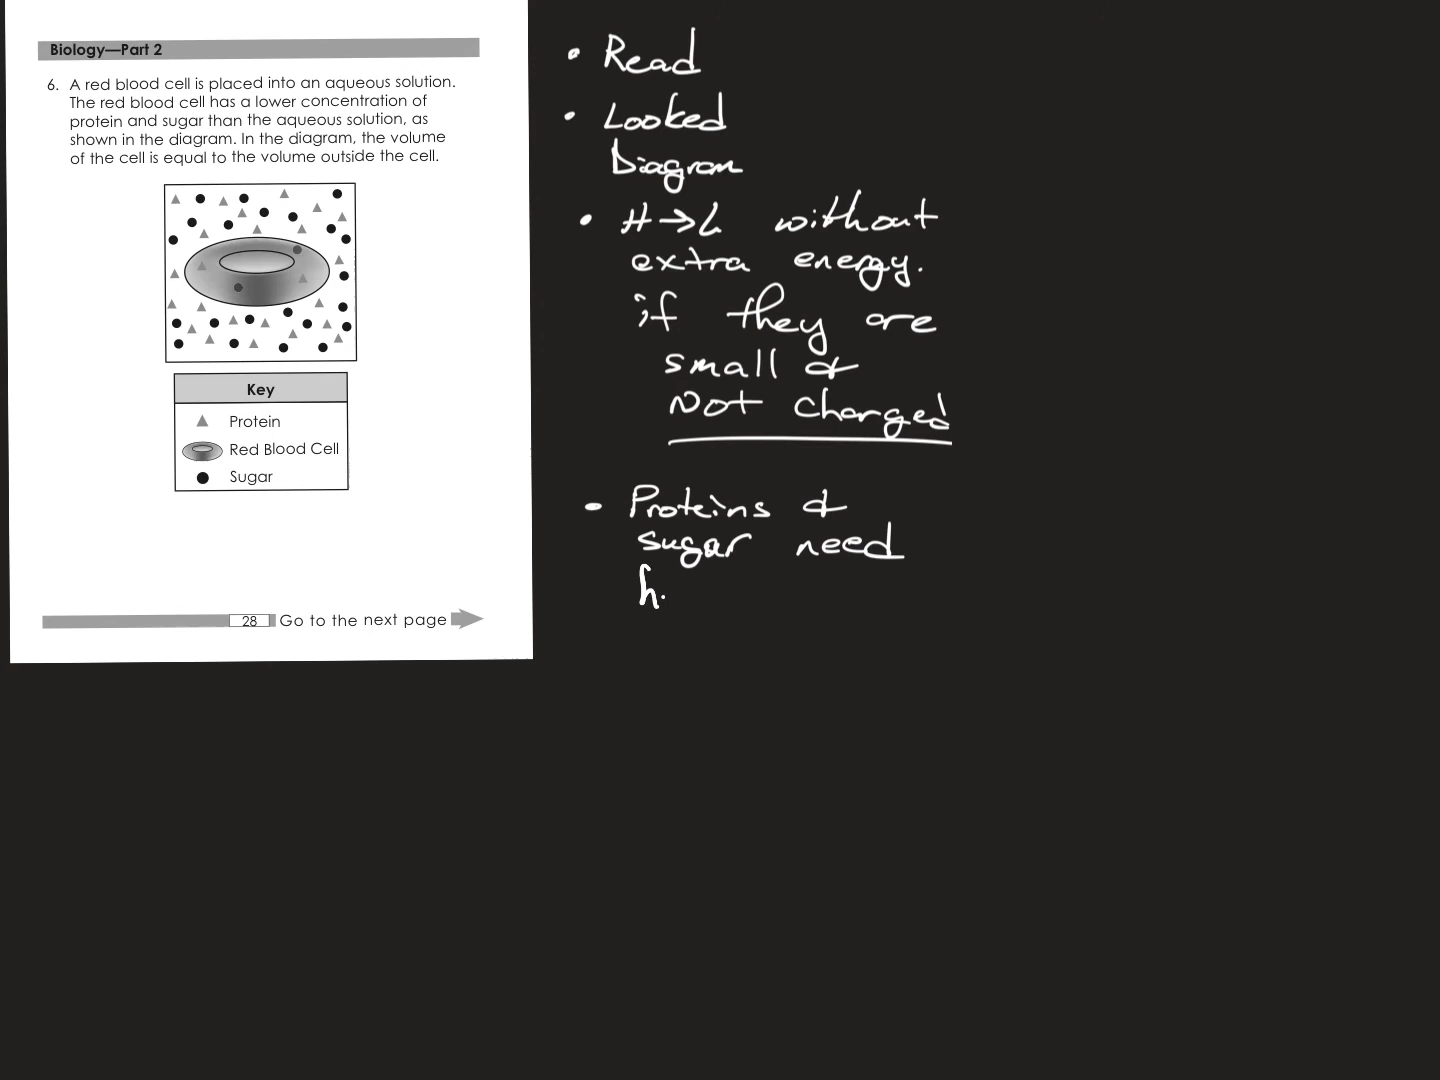 Biology—Part 2
6. A red blood cell is placed into an aqueous solution.
The red blood cell has a lower concentration of
protein and sugar than the aqueous solution, as
shown in the diagram. In the diagram, the volume
of the cell is equal to the volume outside the cell.
Key
Protein
Red Blood Cell
Sugar
28 Go to the next page
• Read
• Looked
Diagram
• H→L without
extra energy.
if they are
small &
Not charged
• Proteins &
sugar need
h.